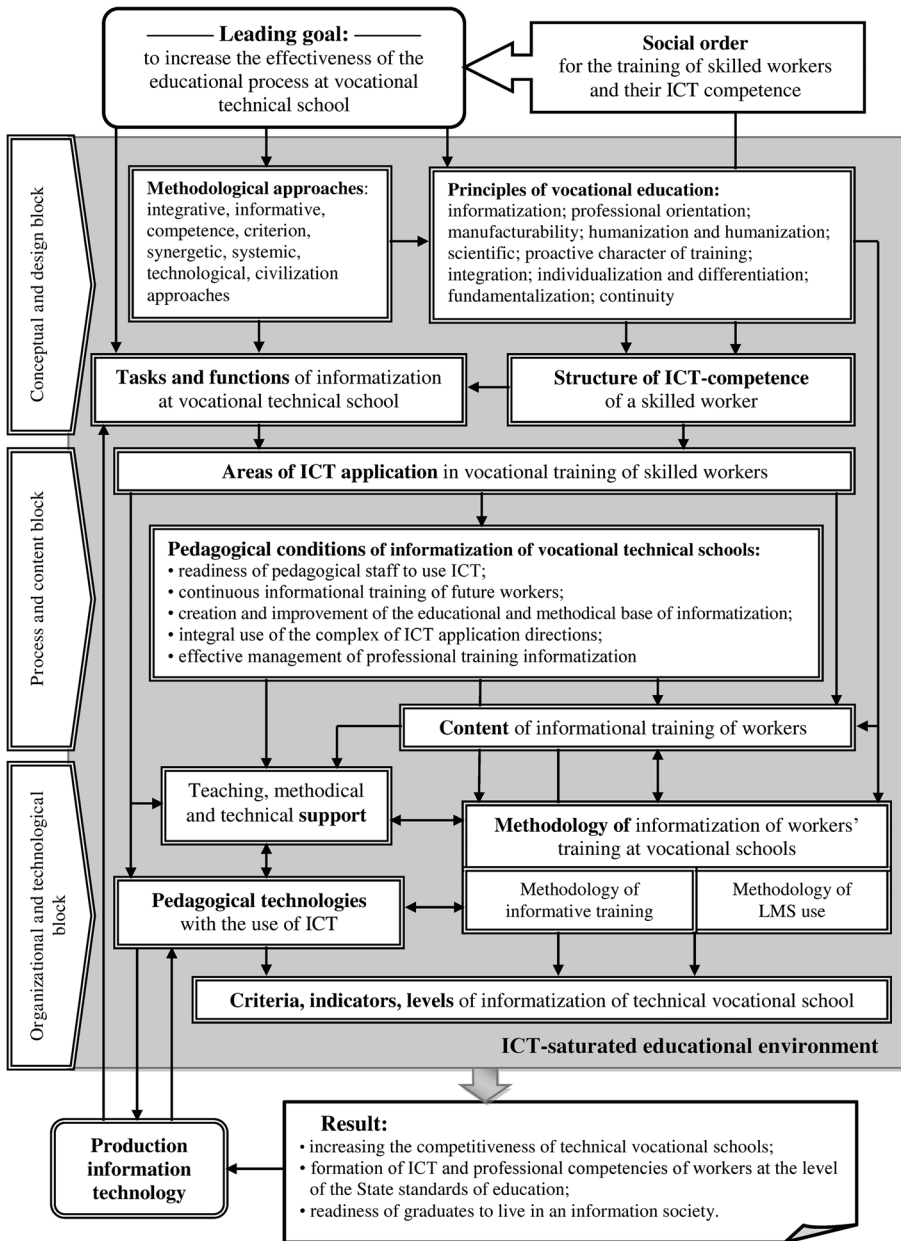 Leading goal:
to increase the effectiveness of the
educational process at vocational
technical school
Social order
for the training of skilled workers
and their ICT competence
Conceptual and design block
Methodological approaches:
integrative, informative,
competence, criterion,
synergetic, systemic,
technological, civilization
approaches
Principles of vocational education:
informatization; professional orientation;
manufacturability; humanization and humanization;
scientific; proactive character of training;
integration; individualization and differentiation;
fundamentalization; continuity
Tasks and functions of informatization
at vocational technical school
Structure of ICT-competence
of a skilled worker
Process and content block
Areas of ICT application in vocational training of skilled workers
Pedagogical conditions of informatization of vocational technical schools:
• readiness of pedagogical staff to use ICT;
• continuous informational training of future workers;
• creation and improvement of the educational and methodical base of informatization;
• integral use of the complex of ICT application directions;
• effective management of professional training informatization
Content of informational training of workers
Organizational and technological
block
Teaching, methodical
and technical support
Methodology of informatization of workers’
training at vocational schools
Methodology of
informative training
Methodology of
LMS use
Pedagogical technologies
with the use of ICT
Criteria, indicators, levels of informatization of technical vocational school
ICT-saturated educational environment
Production
information
technology
Result:
• increasing the competitiveness of technical vocational schools;
• formation of ICT and professional competencies of workers at the level
of the State standards of education;
• readiness of graduates to live in an information society.